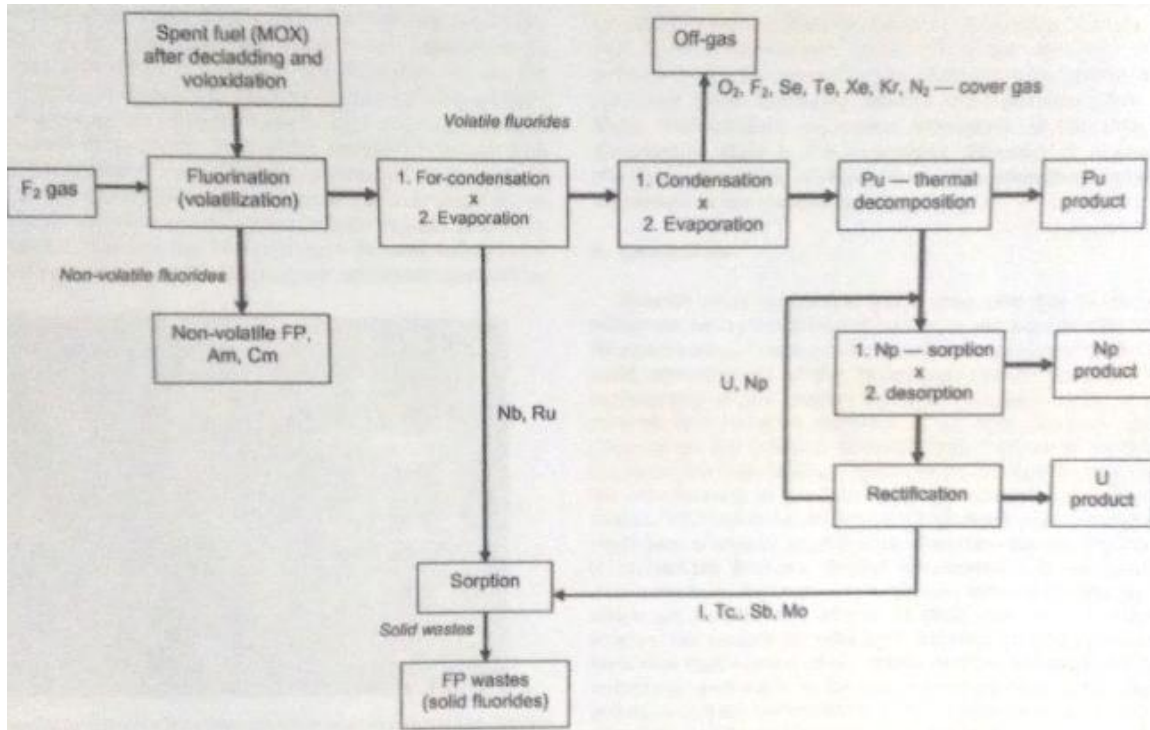 Spent fuel (MOX)
after decladding and
voloxidation
Off-gas
O₂, F₂, Se, Te, Xe, Kr, N₂ — cover gas
Volatile fluorides
F₂ gas
Fluorination
(volatilization)
1. For-condensation
x
2. Evaporation
1. Condensation
x
2. Evaporation
Pu — thermal
decomposition
Pu
product
Non-volatile fluorides
Non-volatile FP,
Am, Cm
Nb, Ru
U, Np
1. Np — sorption
x
2. desorption
Np
product
Rectification
U
product
Sorption
I, Tc,, Sb, Mo
Solid wastes
FP wastes
(solid fluorides)